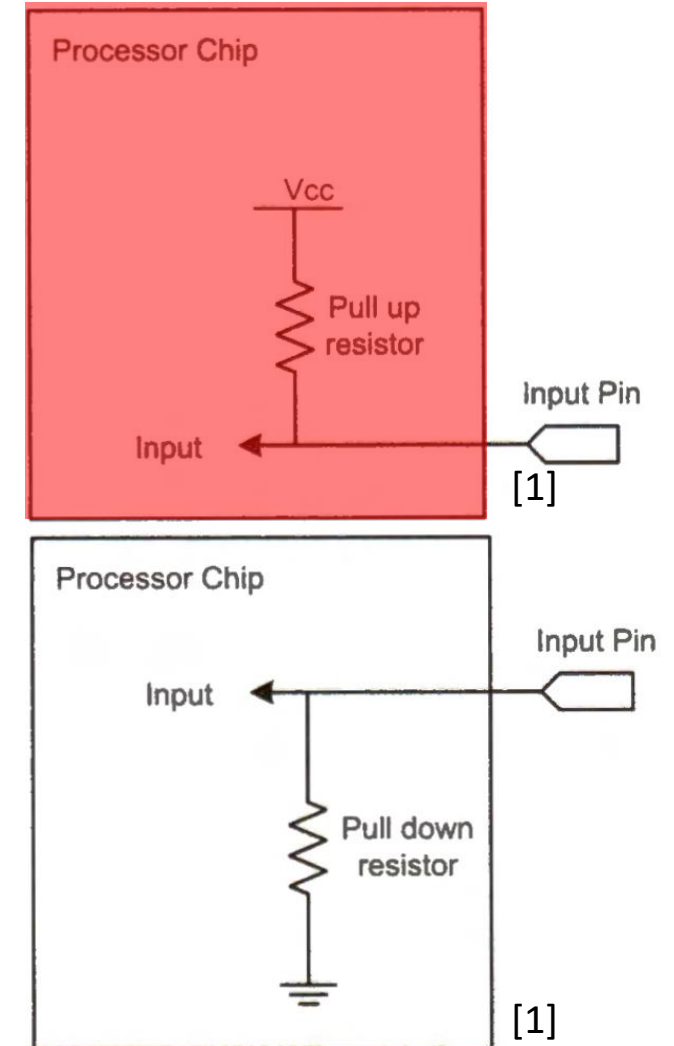 Processor Chip
Vcc
Pull up
resistor
Input Pin
Input
[1]
Processor Chip
Input Pin
Input
Pull down
resistor
[1]